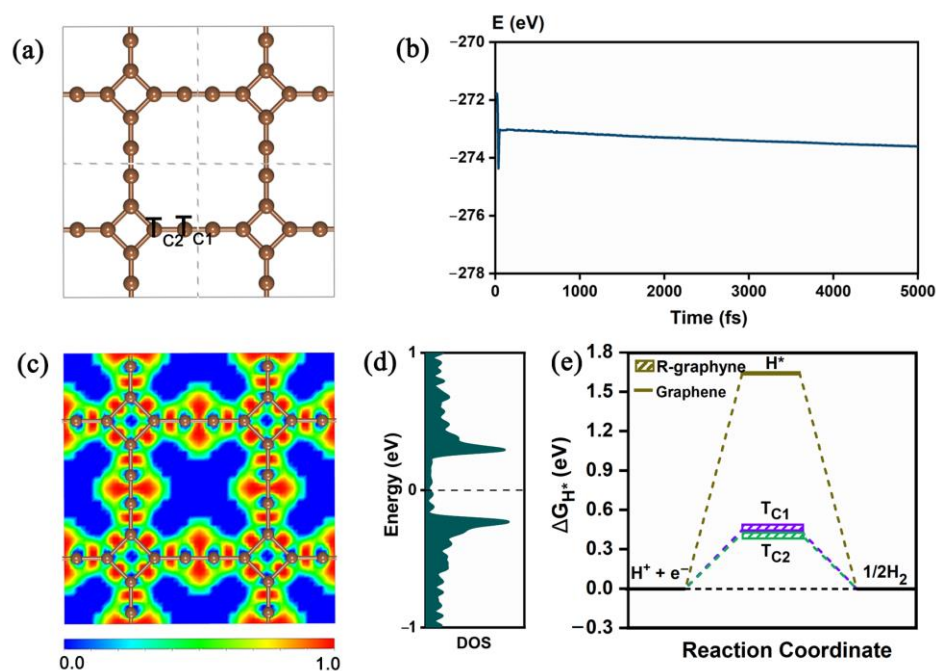 (a)
T_C2 T_C1
(b)
E (eV)
−270
−272
−274
−276
−278
0 1000 2000 3000 4000 5000
Time (fs)
(c)
0.0 1.0
(d)
1
0
−1
Energy (eV)
DOS
(e)
1.8
1.5
1.2
0.9
0.6
0.3
0.0
−0.3
ΔG_H* (eV)
R-graphyne
Graphene
H*
T_C1
T_C2
H⁺ + e⁻
1/2H₂
Reaction Coordinate